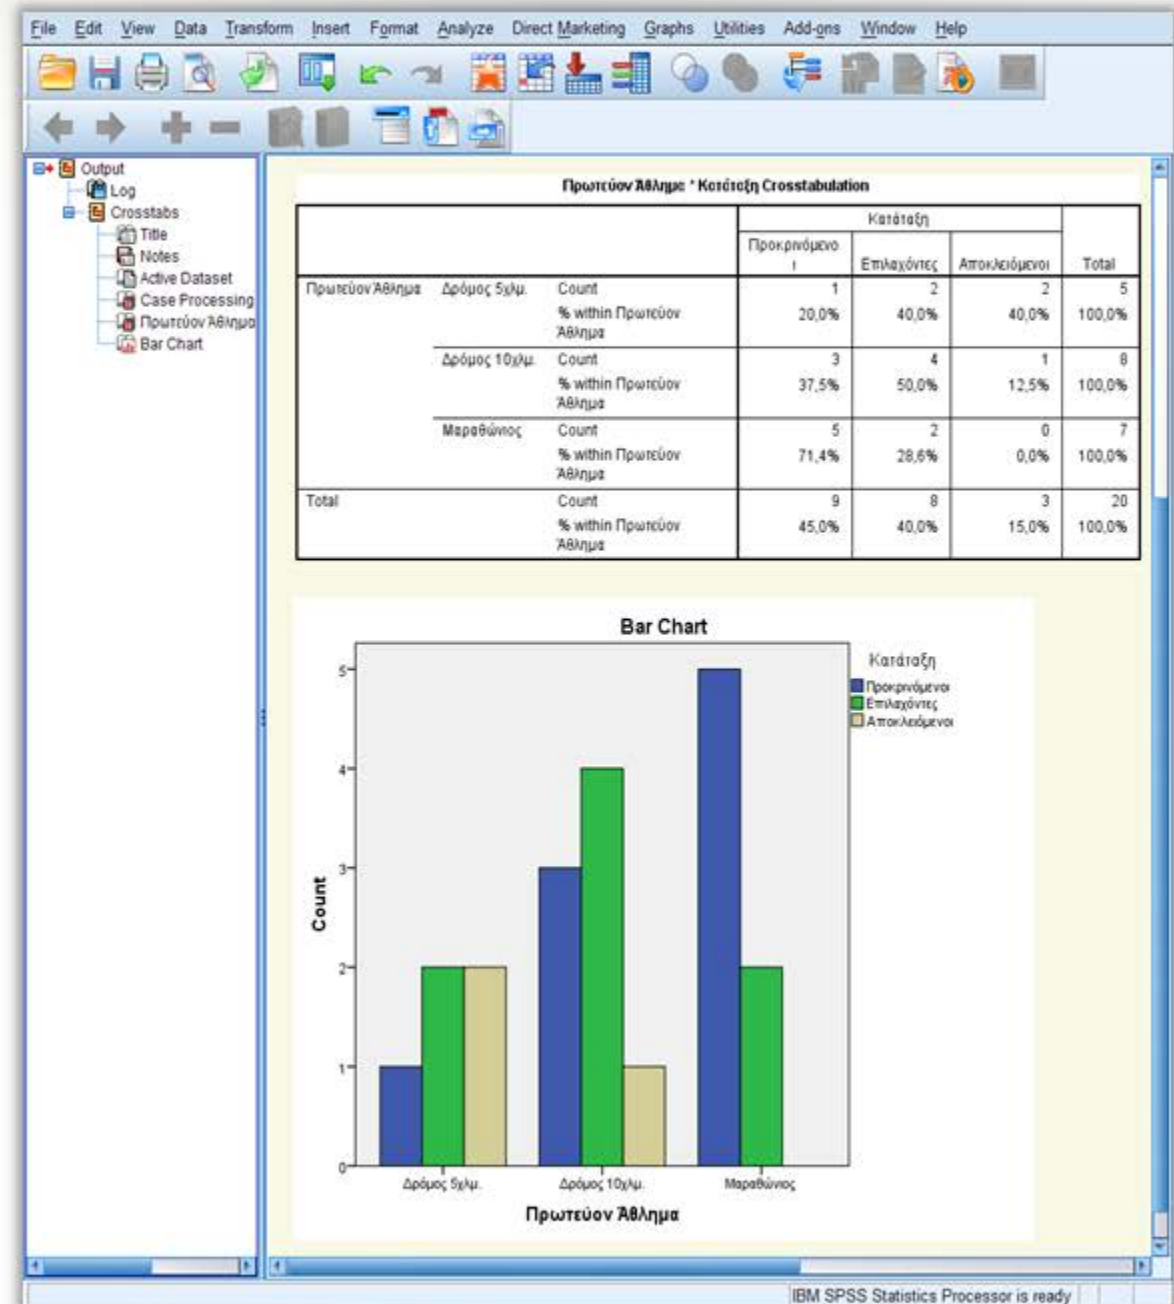 File Edit View Data Transform Insert Format Analyze Direct Marketing Graphs Utilities Add-ons Window Help
Output
Log
Crosstabs
Title
Notes
Active Dataset
Case Processing
Πρωτεύον Άθλημα
Bar Chart
Πρωτεύον Άθλημα * Κατάταξη Crosstabulation
Κατάταξη
Προκρινόμενο
ι Επιλαχόντες Αποκλειόμενοι Total
Πρωτεύον Άθλημα Δρόμος 5χλμ. Count 1 2 2 5
% within Πρωτεύον 20,0% 40,0% 40,0% 100,0%
Άθλημα
Δρόμος 10χλμ. Count 3 4 1 8
% within Πρωτεύον 37,5% 50,0% 12,5% 100,0%
Άθλημα
Μαραθώνιος Count 5 2 0 7
% within Πρωτεύον 71,4% 28,6% 0,0% 100,0%
Άθλημα
Total Count 9 8 3 20
% within Πρωτεύον 45,0% 40,0% 15,0% 100,0%
Άθλημα
Bar Chart
Κατάταξη
Προκρινόμενοι
Επιλαχόντες
Αποκλειόμενοι
5
4
3
2
1
0
Count
Δρόμος 5χλμ. Δρόμος 10χλμ. Μαραθώνιος
Πρωτεύον Άθλημα
IBM SPSS Statistics Processor is ready